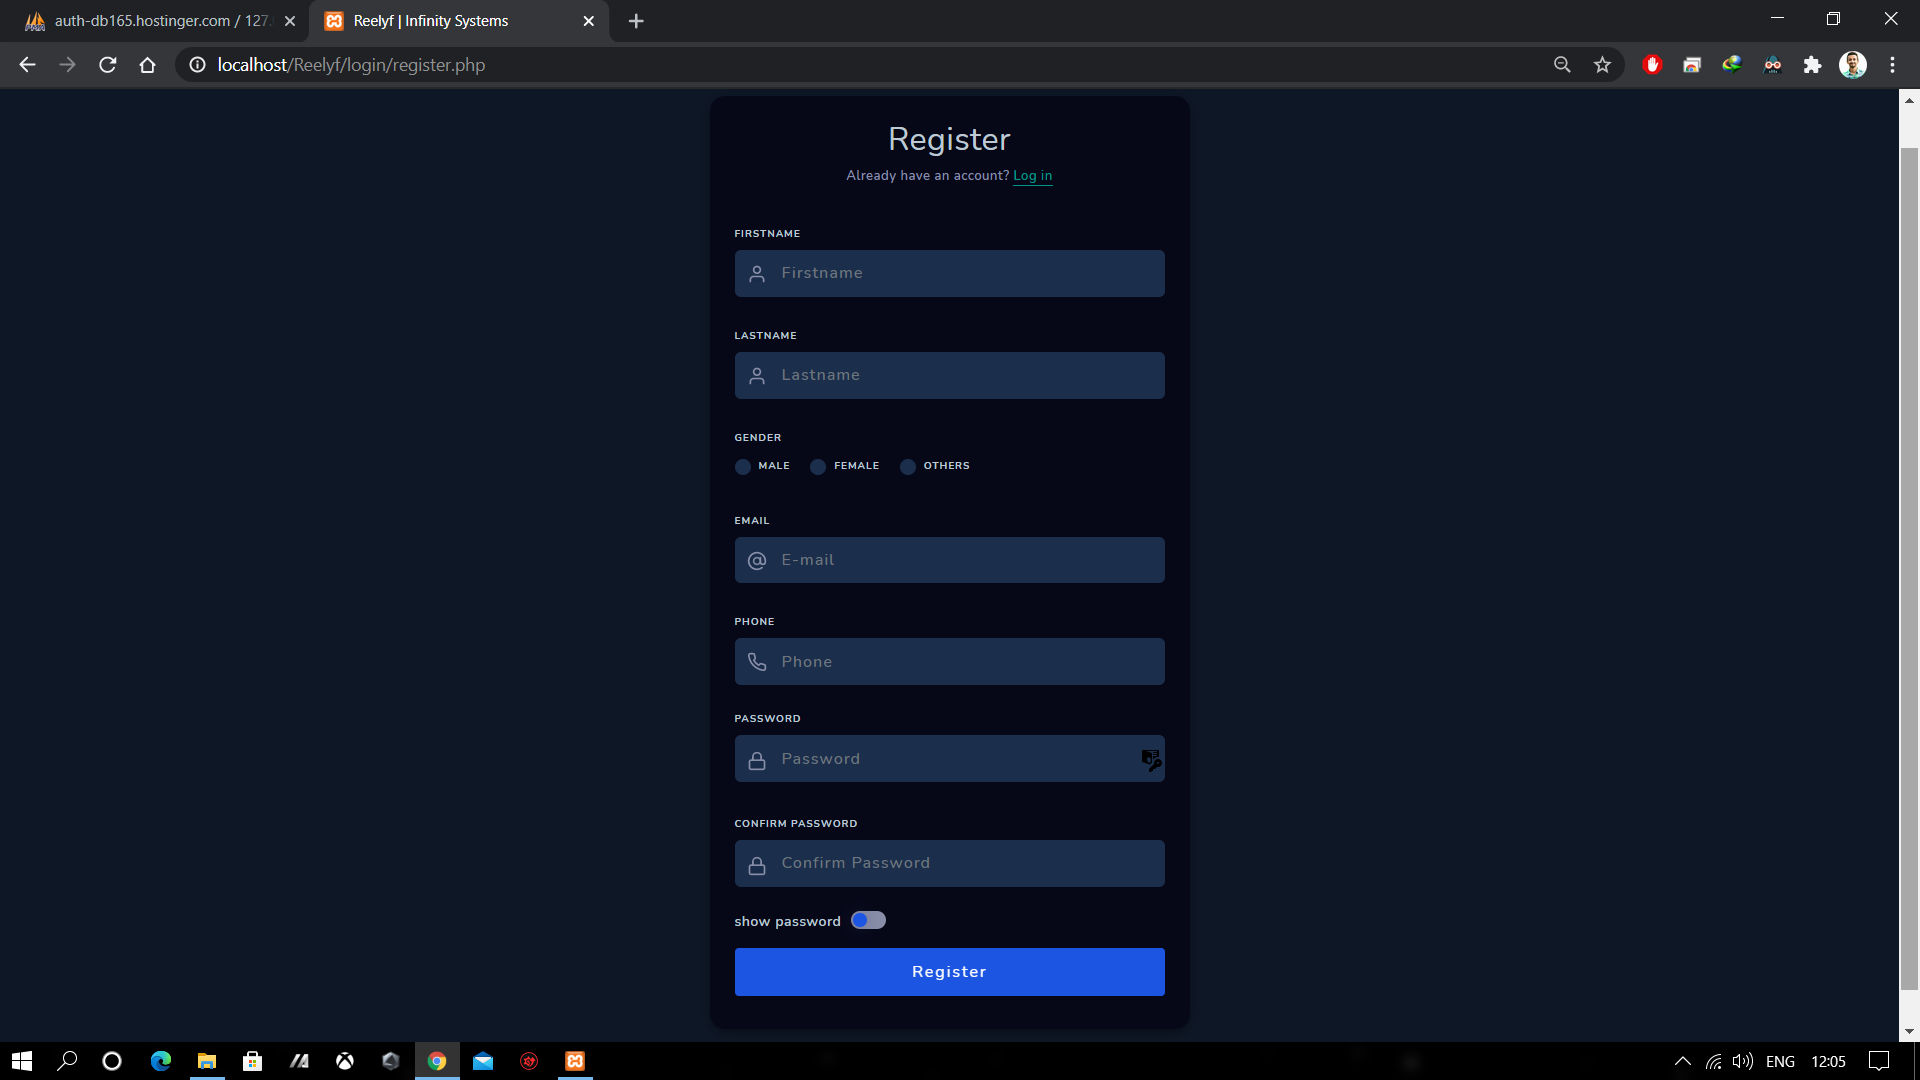 auth-db165.hostinger.com / 127.
Reelyf | Infinity Systems
localhost/Reelyf/login/register.php
Register
Already have an account? Log in
FIRSTNAME
Firstname
LASTNAME
Lastname
GENDER
MALE FEMALE OTHERS
EMAIL
E-mail
PHONE
Phone
PASSWORD
Password
CONFIRM PASSWORD
Confirm Password
show password
Register
ENG 12:05